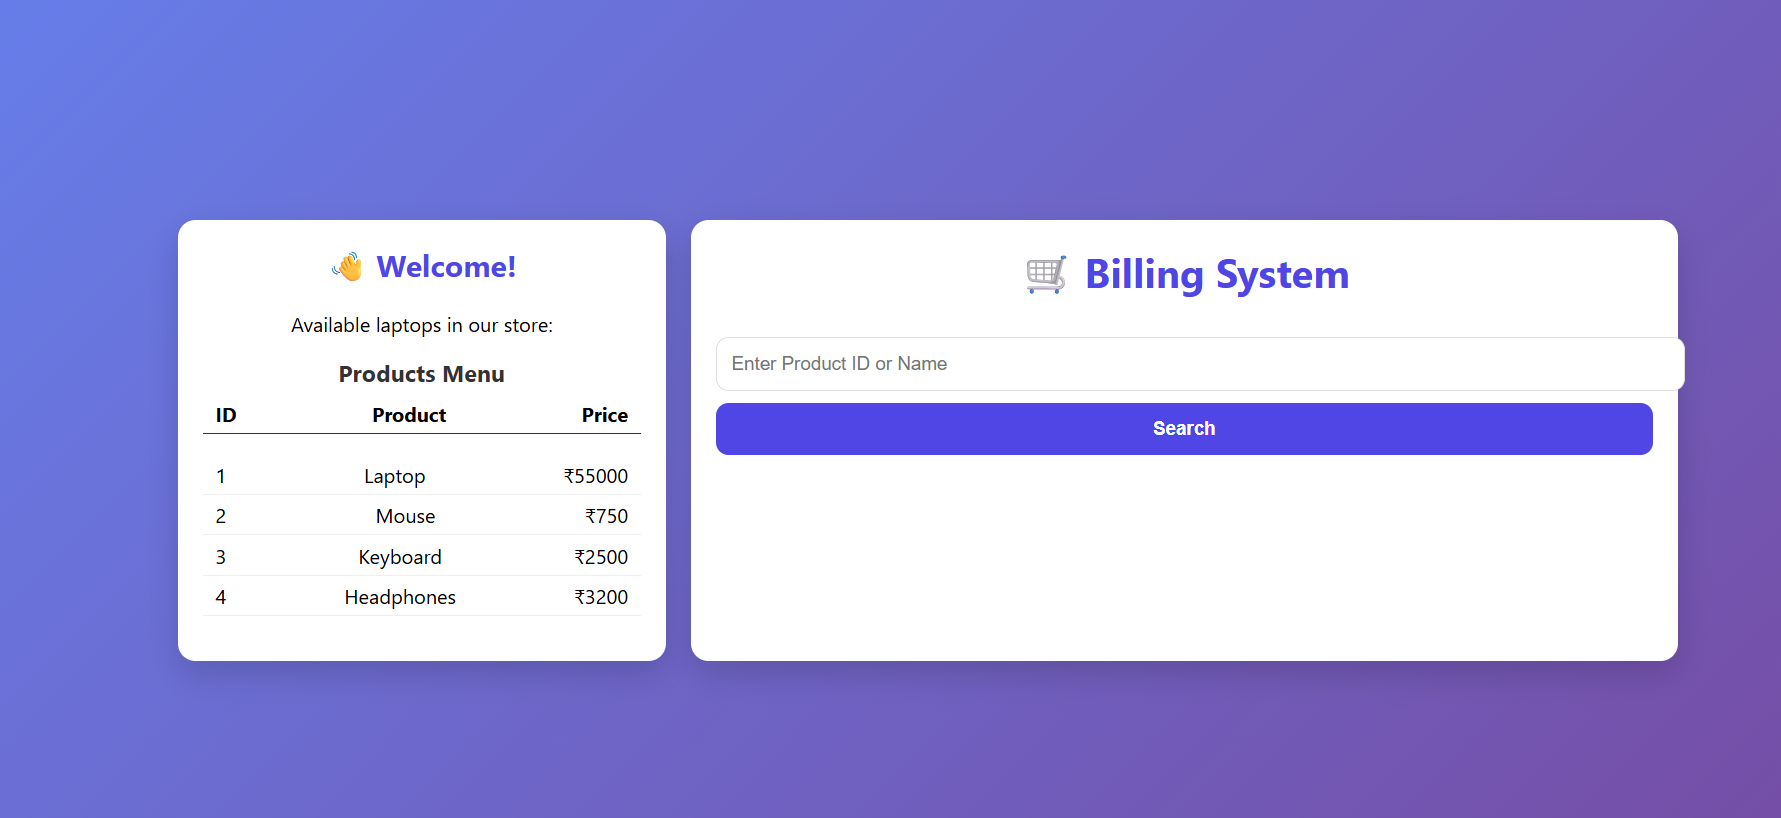 👋 Welcome!
Available laptops in our store:
Products Menu
ID Product Price
1 Laptop ₹55000
2 Mouse ₹750
3 Keyboard ₹2500
4 Headphones ₹3200
🛒 Billing System
Enter Product ID or Name
Search